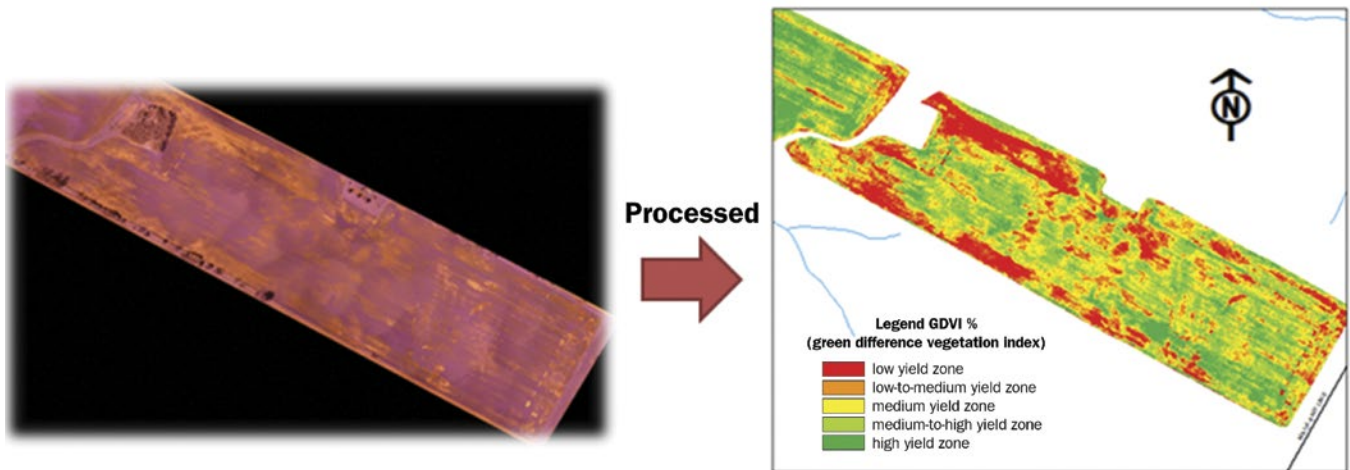 Processed
N
Legend GDVI %
(green difference vegetation index)
low yield zone
low-to-medium yield zone
medium yield zone
medium-to-high yield zone
high yield zone